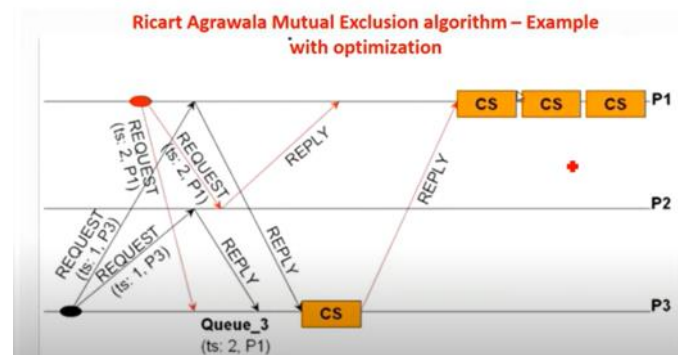 Ricart Agrawala Mutual Exclusion algorithm – Example
with optimization
CS CS CS P1
REQUEST
(ts: 2, P1)
REQUEST
(ts: 2, P1)
REPLY
REPLY
P2
REQUEST
(ts: 1, P3)
REQUEST
(ts: 1, P3)
REPLY
REPLY
CS
P3
Queue_3
(ts: 2, P1)